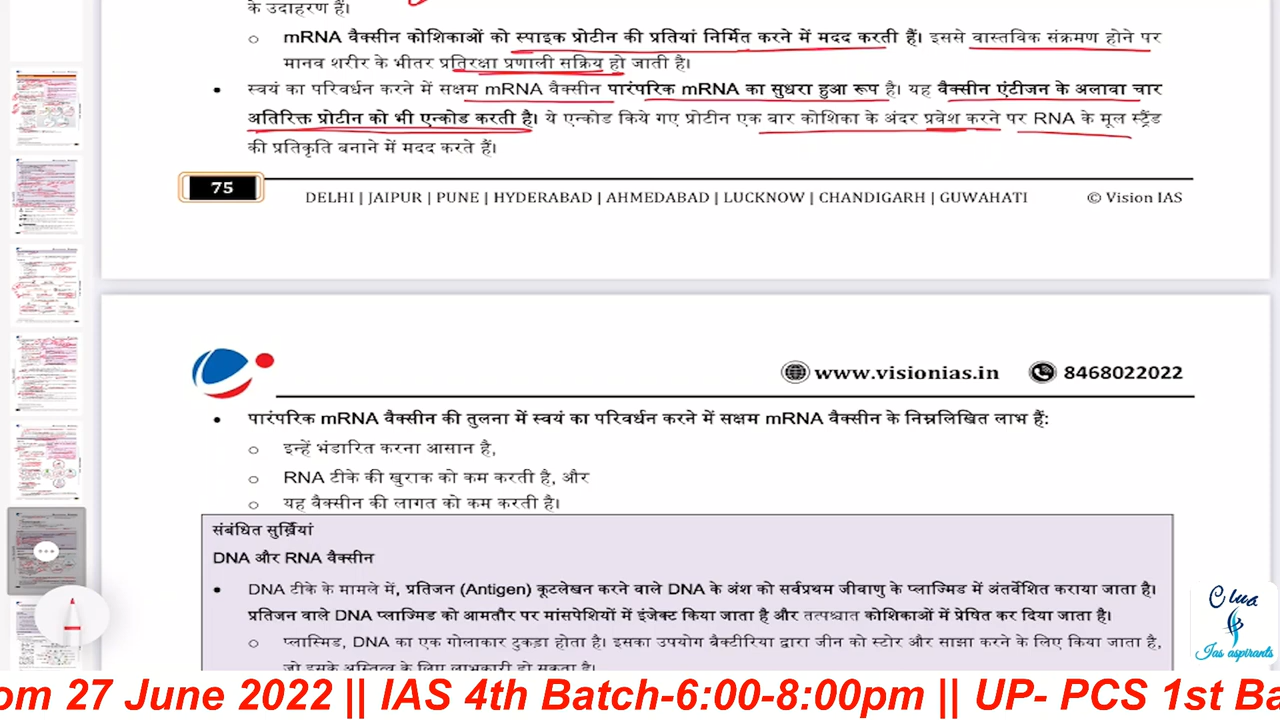 के उदाहरण हैं।
○ mRNA वैक्सीन कोशिकाओं को स्पाइक प्रोटीन की प्रतियां निर्मित करने में मदद करती हैं। इससे वास्तविक संक्रमण होने पर
मानव शरीर के भीतर प्रतिरक्षा प्रणाली सक्रिय हो जाती है।
• स्वयं का परिवर्धन करने में सक्षम mRNA वैक्सीन पारंपरिक mRNA का सुधरा हुआ रूप है। यह वैक्सीन एंटीजन के अलावा चार
अतिरिक्त प्रोटीन को भी एन्कोड करती है। ये एन्कोड किये गए प्रोटीन एक बार कोशिका के अंदर प्रवेश करने पर RNA के मूल स्ट्रैंड
की प्रतिकृति बनाने में मदद करते हैं।
75
DELHI | JAIPUR | PUNE | HYDERABAD | AHMEDABAD | LUCKNOW | CHANDIGARH | GUWAHATI © Vision IAS
www.visionias.in 8468022022
• पारंपरिक mRNA वैक्सीन की तुलना में स्वयं का परिवर्धन करने में सक्षम mRNA वैक्सीन के निम्नलिखित लाभ हैं:
○ इन्हें भंडारित करना आसान है,
○ RNA टीके की खुराक को कम करती है, और
○ यह वैक्सीन की लागत को कम करती है।
संबंधित सुर्ख़ियां
DNA और RNA वैक्सीन
• DNA टीके के मामले में, प्रतिजन (Antigen) कूटलेखन करने वाले DNA के अंश को सर्वप्रथम जीवाणु के प्लाज्मिड में अंतर्वेशित कराया जाता है।
प्रतिजन वाले DNA प्लाज्मिड को आमतौर पर मांसपेशियों में इंजेक्ट किया जाता है और तत्पश्चात कोशिकाओं में प्रेषित कर दिया जाता है।
○ प्लास्मिड, DNA का एक गोलाकार टुकड़ा होता है। इसका उपयोग बैक्टीरिया द्वारा जीन को स्टोर और साझा करने के लिए किया जाता है,
जो इसके अस्तित्व के लिए लाभकारी हो सकता है।
Clue
Ias aspirants
om 27 June 2022 || IAS 4th Batch-6:00-8:00pm || UP- PCS 1st Ba